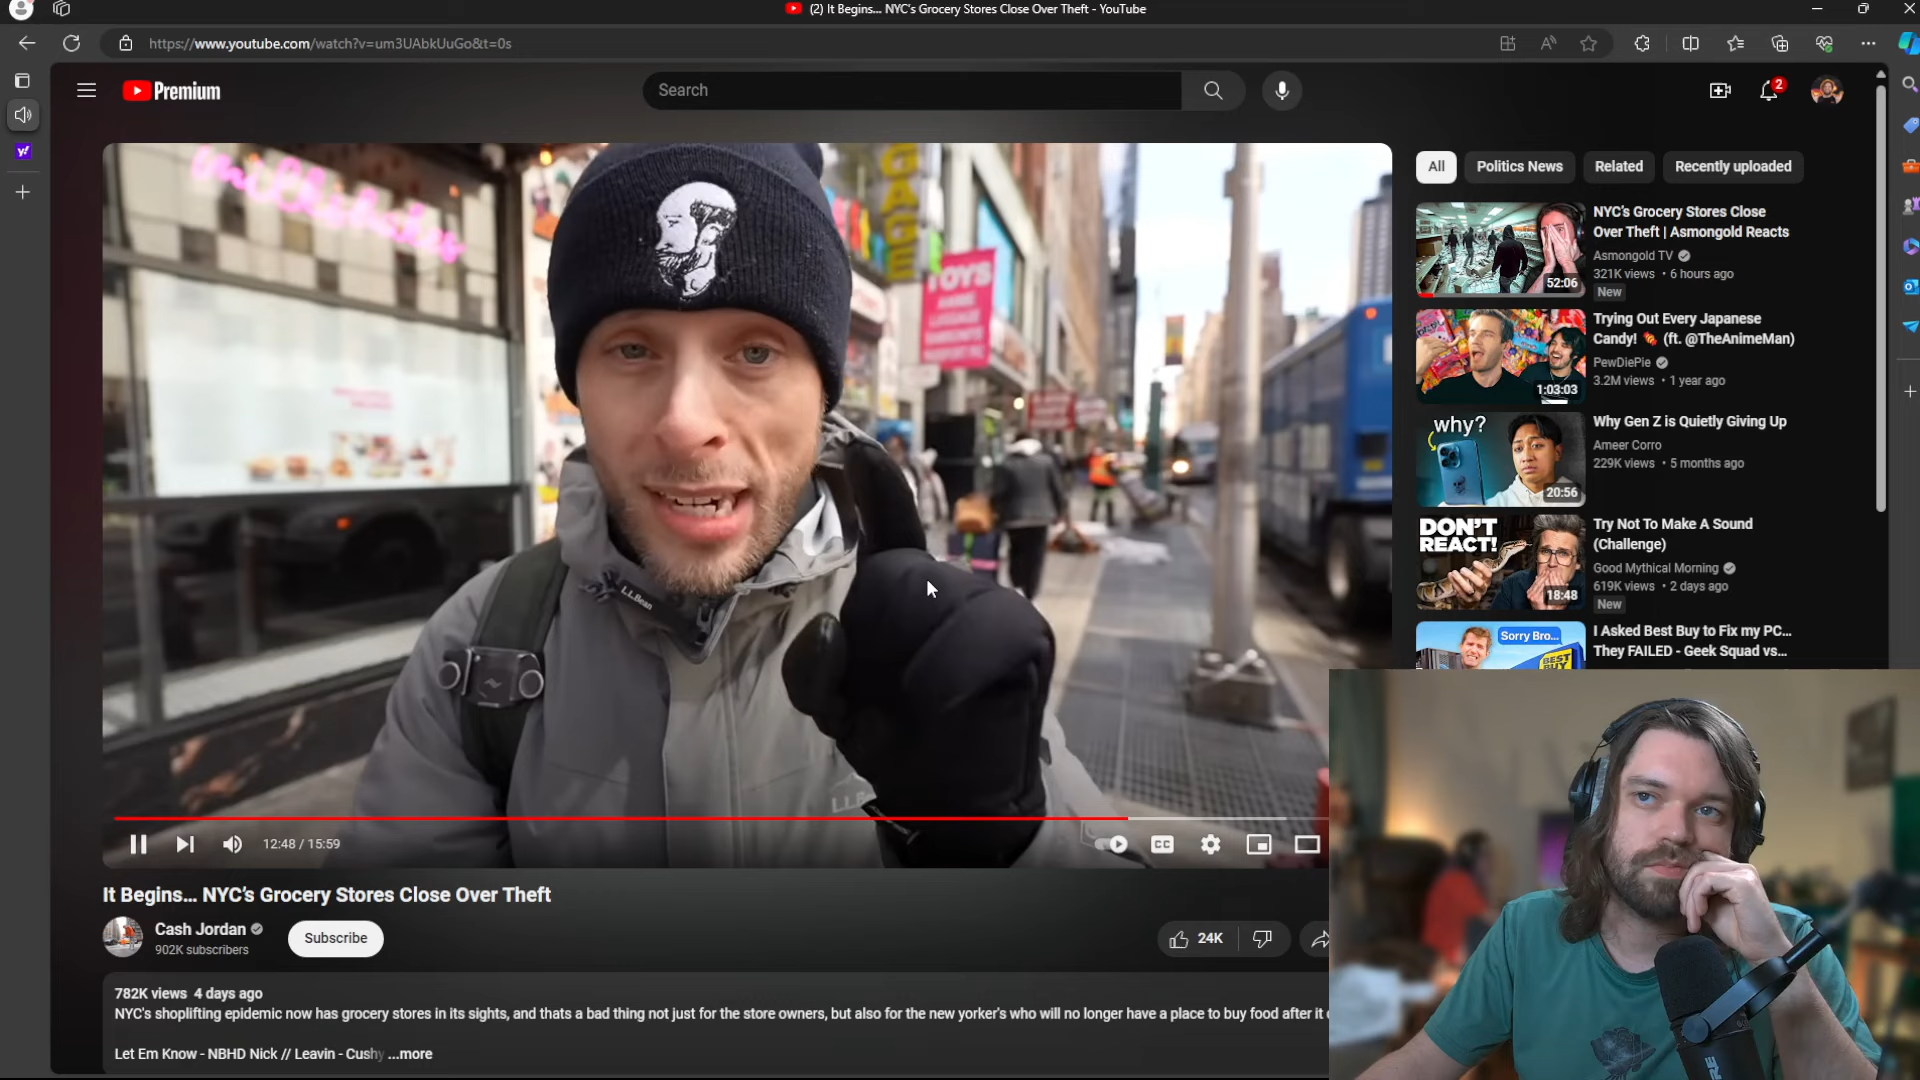 (2) It Begins... NYC's Grocery Stores Close Over Theft - YouTube
https://www.youtube.com/watch?v=um3UAbkUuGo&t=0s
Premium
Search
2
milkshakes
GAGE
TOYS
ANIME
LUGGAGE
L.L.Bean
L.L.B
12:48 / 15:59
CC
It Begins... NYC's Grocery Stores Close Over Theft
Cash Jordan
902K subscribers
Subscribe
24K
782K views 4 days ago
NYC's shoplifting epidemic now has grocery stores in its sights, and thats a bad thing not just for the store owners, but also for the new yorker's who will no longer have a place to buy food after it
Let Em Know - NBHD Nick // Leavin - Cushy ...more
All
Politics News
Related
Recently uploaded
52:06
NYC's Grocery Stores Close
Over Theft | Asmongold Reacts
Asmongold TV
321K views • 6 hours ago
New
1:03:03
Trying Out Every Japanese
Candy! 🍬 (ft. @TheAnimeMan)
PewDiePie
3.2M views • 1 year ago
why?
20:56
Why Gen Z is Quietly Giving Up
Ameer Corro
229K views • 5 months ago
DON'T
REACT!
18:48
Try Not To Make A Sound
(Challenge)
Good Mythical Morning
619K views • 2 days ago
New
Sorry Bro...
BEST
BUY
I Asked Best Buy to Fix my PC...
They FAILED - Geek Squad vs...